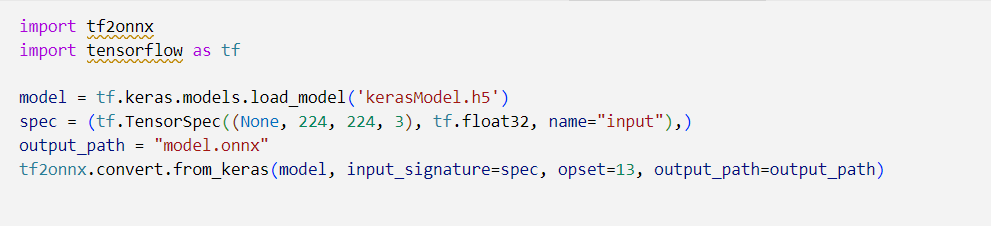 import tf2onnx
import tensorflow as tf
model = tf.keras.models.load_model('kerasModel.h5')
spec = (tf.TensorSpec((None, 224, 224, 3), tf.float32, name="input"),)
output_path = "model.onnx"
tf2onnx.convert.from_keras(model, input_signature=spec, opset=13, output_path=output_path)